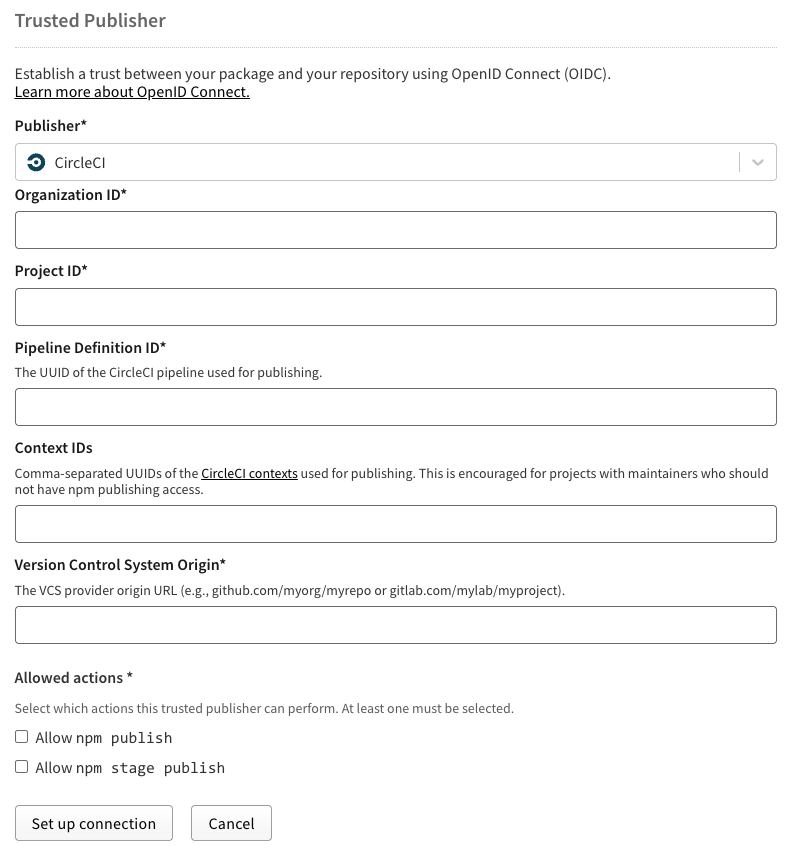 Trusted Publisher
Establish a trust between your package and your repository using OpenID Connect (OIDC).
Learn more about OpenID Connect.
Publisher*
CircleCI
Organization ID*
Project ID*
Pipeline Definition ID*
The UUID of the CircleCI pipeline used for publishing.
Context IDs
Comma-separated UUIDs of the CircleCI contexts used for publishing. This is encouraged for projects with maintainers who should
not have npm publishing access.
Version Control System Origin*
The VCS provider origin URL (e.g., github.com/myorg/myrepo or gitlab.com/mylab/myproject).
Allowed actions *
Select which actions this trusted publisher can perform. At least one must be selected.
Allow npm publish
Allow npm stage publish
Set up connection Cancel